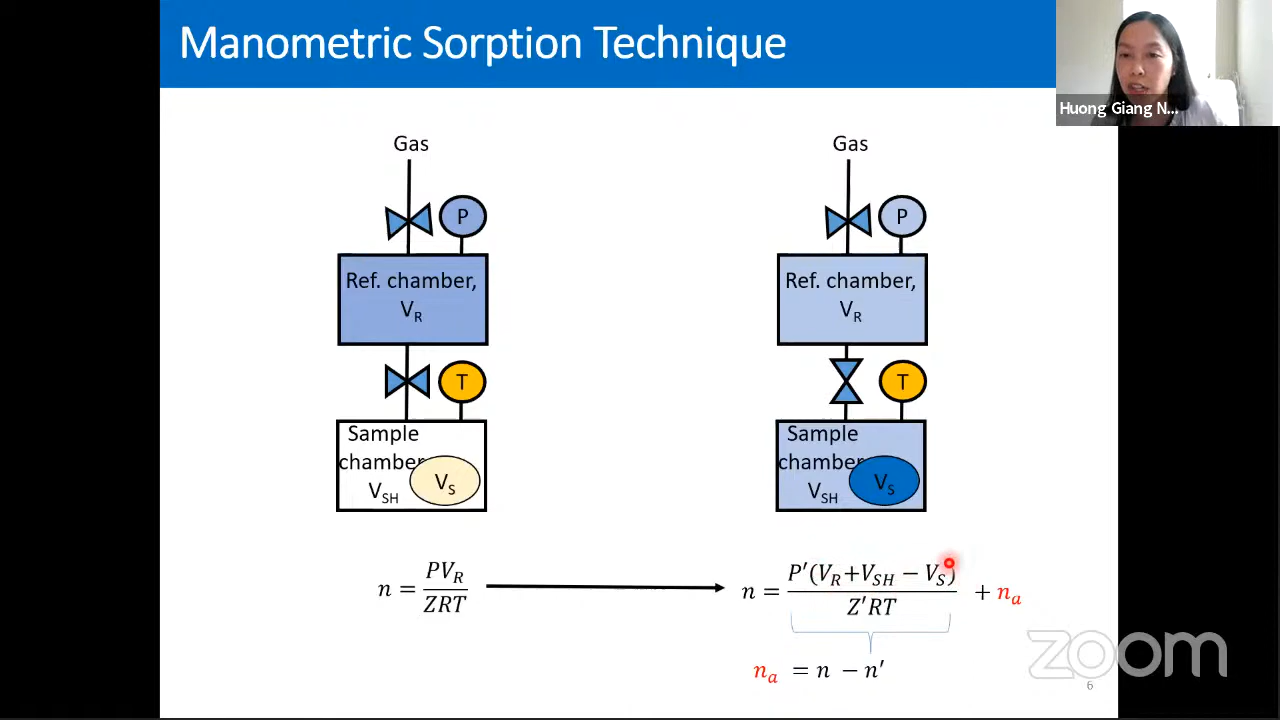 Manometric Sorption Technique
Huong Giang N...
Gas
P
Ref. chamber,
V_R
T
Sample
chamber
V_SH
V_S
Gas
P
Ref. chamber,
V_R
T
Sample
chamber
V_SH
V_S
n = PV_R / ZRT
n = P′(V_R+V_SH − V_S) / Z′RT + n_a
n_a = n − n′
zoom
6